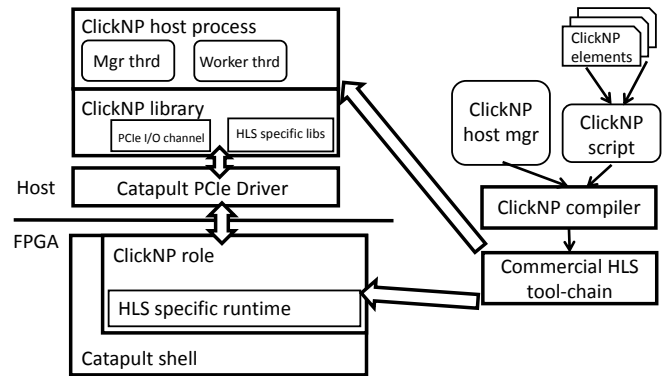 ClickNP host process
Mgr thrd
Worker thrd
ClickNP library
PCIe I/O channel
HLS specific libs
Host
Catapult PCIe Driver
FPGA
ClickNP role
HLS specific runtime
Catapult shell
ClickNP
elements
ClickNP
host mgr
ClickNP
script
ClickNP compiler
Commercial HLS
tool-chain